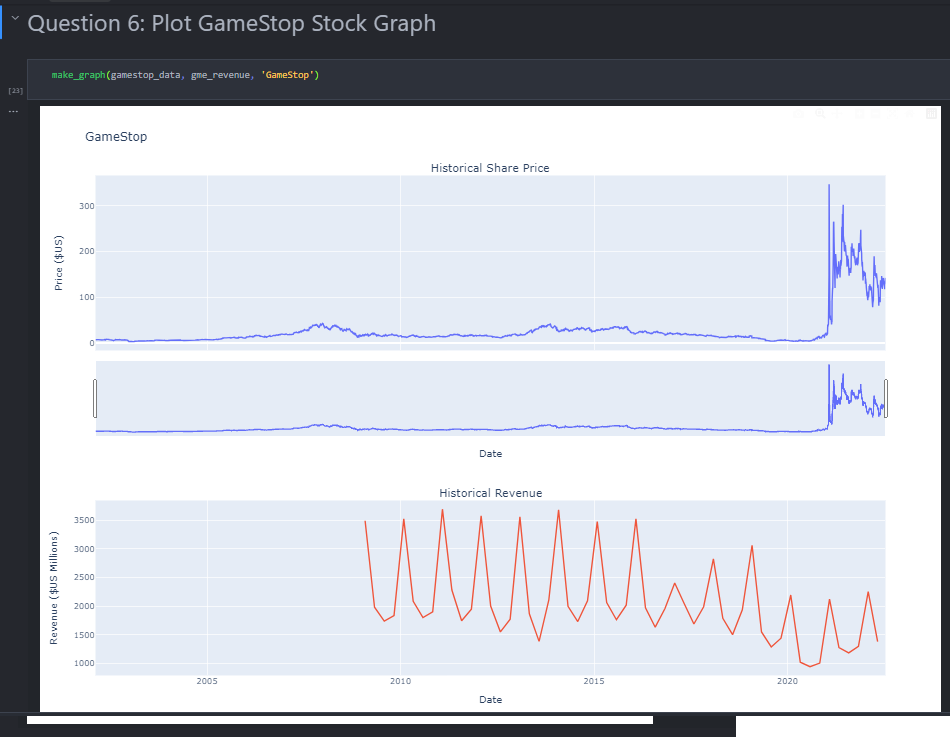 Question 6: Plot GameStop Stock Graph
make_graph(gamestop_data, gme_revenue, 'GameStop')
[23]
...
GameStop
Historical Share Price
Price ($US)
300
200
100
0
Date
Historical Revenue
Revenue ($US Millions)
3500
3000
2500
2000
1500
1000
2005 2010 2015 2020
Date